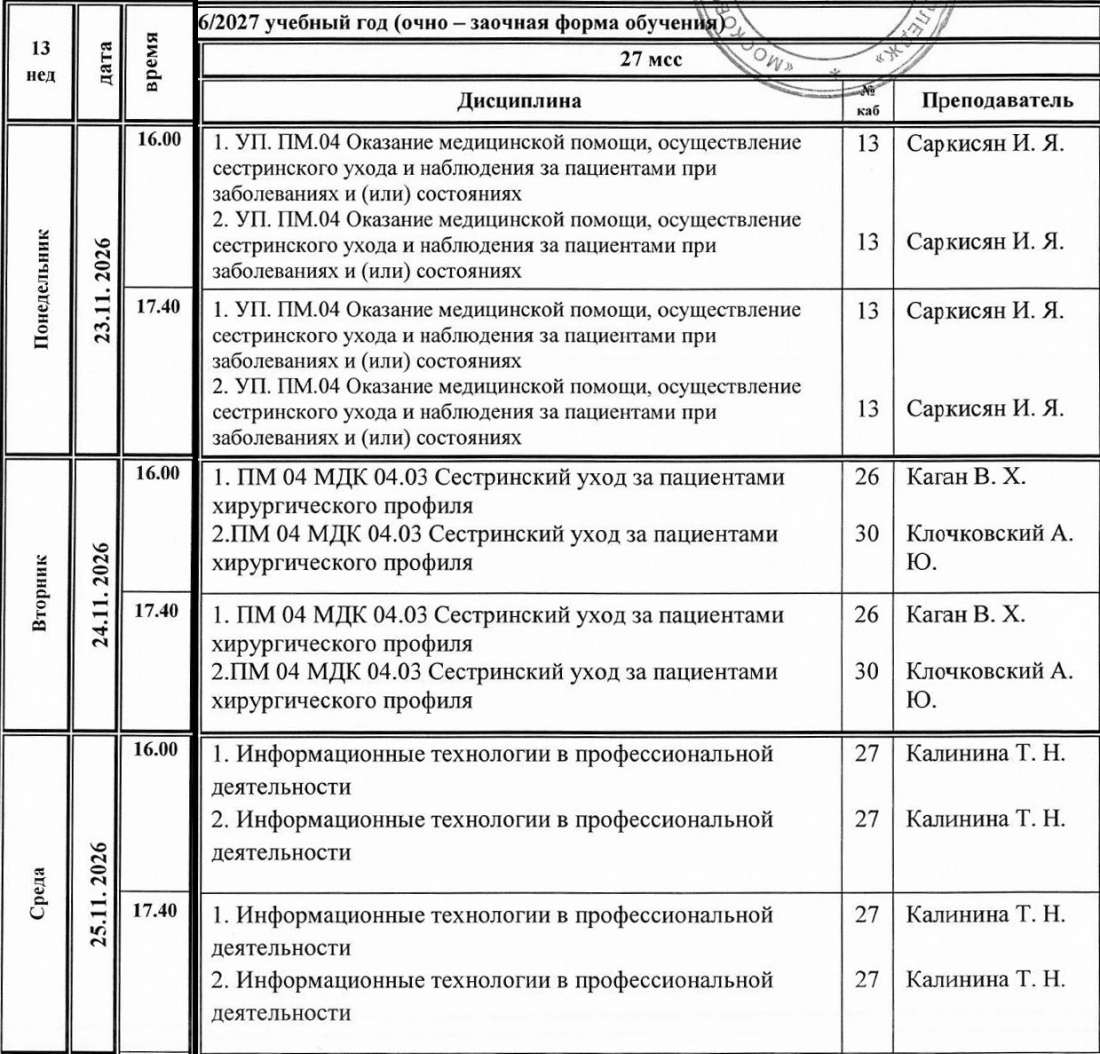 13
нед
дата
время
6/2027 учебный год (очно – заочная форма обучения)
27 мсс
Дисциплина
№
каб
Преподаватель
«МОСКОВ
ЛЕДЖ»
Понедельник
23.11. 2026
16.00
1. УП. ПМ.04 Оказание медицинской помощи, осуществление
сестринского ухода и наблюдения за пациентами при
заболеваниях и (или) состояниях
13
Саркисян И. Я.
2. УП. ПМ.04 Оказание медицинской помощи, осуществление
сестринского ухода и наблюдения за пациентами при
заболеваниях и (или) состояниях
13
Саркисян И. Я.
17.40
1. УП. ПМ.04 Оказание медицинской помощи, осуществление
сестринского ухода и наблюдения за пациентами при
заболеваниях и (или) состояниях
13
Саркисян И. Я.
2. УП. ПМ.04 Оказание медицинской помощи, осуществление
сестринского ухода и наблюдения за пациентами при
заболеваниях и (или) состояниях
13
Саркисян И. Я.
Вторник
24.11. 2026
16.00
1. ПМ 04 МДК 04.03 Сестринский уход за пациентами
хирургического профиля
26
Каган В. Х.
2.ПМ 04 МДК 04.03 Сестринский уход за пациентами
хирургического профиля
30
Клочковский А.
Ю.
17.40
1. ПМ 04 МДК 04.03 Сестринский уход за пациентами
хирургического профиля
26
Каган В. Х.
2.ПМ 04 МДК 04.03 Сестринский уход за пациентами
хирургического профиля
30
Клочковский А.
Ю.
Среда
25.11. 2026
16.00
1. Информационные технологии в профессиональной
деятельности
27
Калинина Т. Н.
2. Информационные технологии в профессиональной
деятельности
27
Калинина Т. Н.
17.40
1. Информационные технологии в профессиональной
деятельности
27
Калинина Т. Н.
2. Информационные технологии в профессиональной
деятельности
27
Калинина Т. Н.